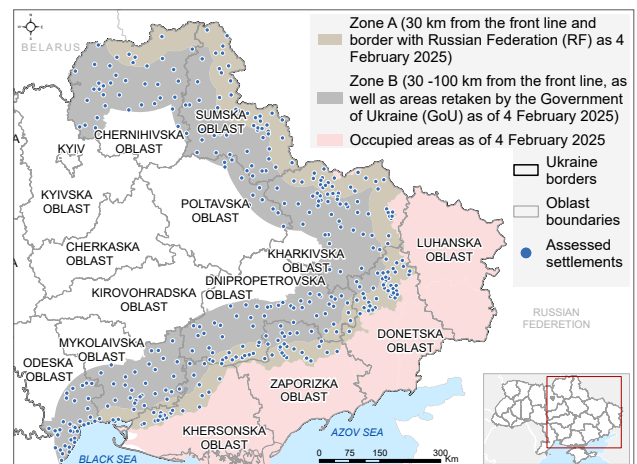 BELARUS
Zone A (30 km from the front line and
border with Russian Federation (RF) as 4
February 2025)
Zone B (30 -100 km from the front line, as
well as areas retaken by the Government
of Ukraine (GoU) as of 4 February 2025)
Occupied areas as of 4 February 2025
Ukraine
borders
Oblast
boundaries
Assessed
settlements
SUMSKA
OBLAST
CHERNIHIVSKA
OBLAST
KYIV
KYIVSKA
OBLAST
POLTAVSKA
OBLAST
CHERKASKA
OBLAST
KHARKIVSKA
OBLAST
LUHANSKA
OBLAST
DNIPROPETROVSKA
OBLAST
KIROVOHRADSKA
OBLAST
RUSSIAN
FEDERETION
DONETSKA
OBLAST
MYKOLAIVSKA
OBLAST
ODESKA
OBLAST
ZAPORIZKA
OBLAST
KHERSONSKA
OBLAST
AZOV SEA
BLACK SEA
0 75 150 300
Km